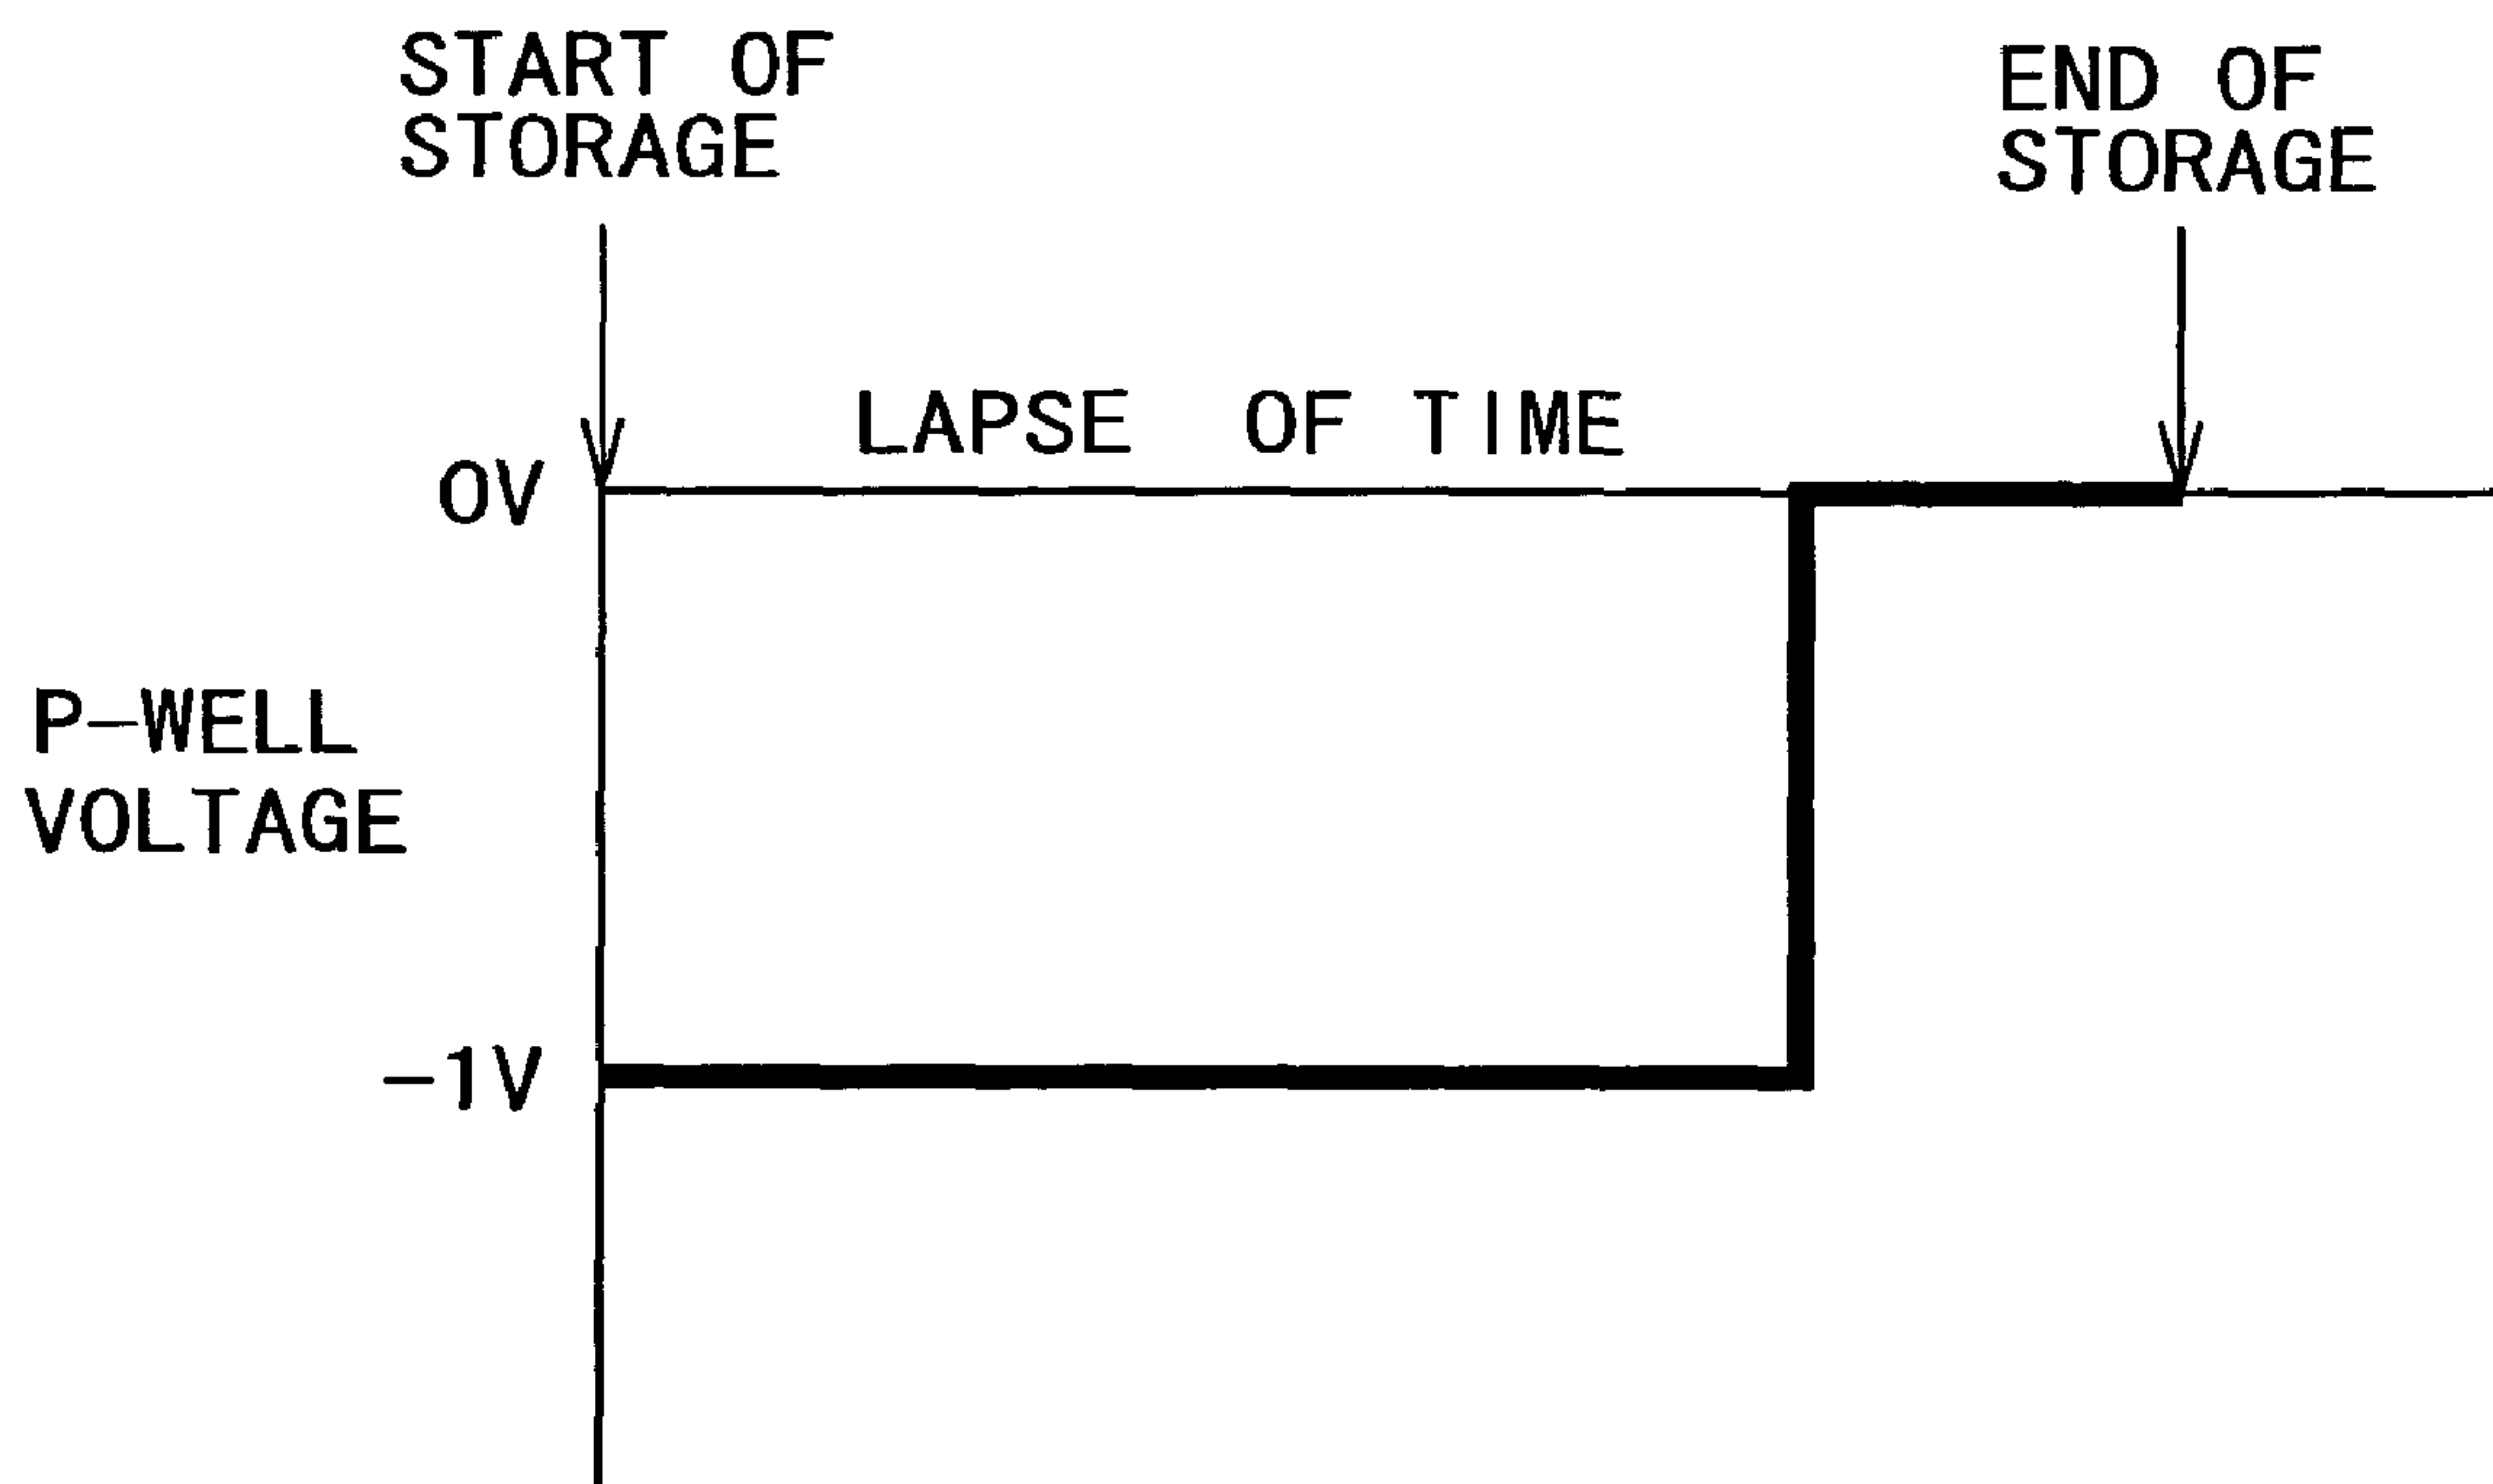 START OF
STORAGE
END OF
STORAGE
LAPSE OF TIME
0V
P-WELL
VOLTAGE
-1V